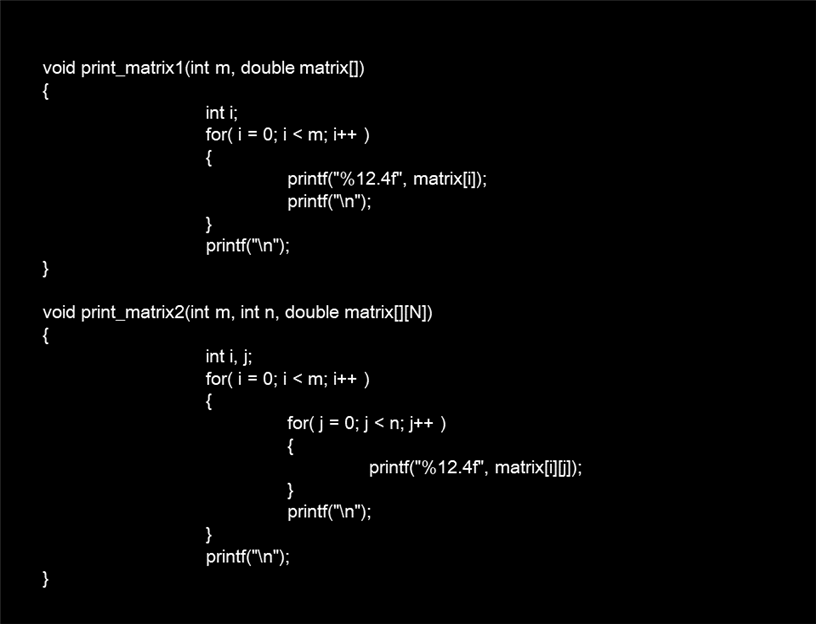 void print_matrix1(int m, double matrix[])
{
int i;
for( i = 0; i < m; i++ )
{
printf("%12.4f", matrix[i]);
printf("\n");
}
printf("\n");
}
void print_matrix2(int m, int n, double matrix[][N])
{
int i, j;
for( i = 0; i < m; i++ )
{
for( j = 0; j < n; j++ )
{
printf("%12.4f", matrix[i][j]);
}
printf("\n");
}
printf("\n");
}